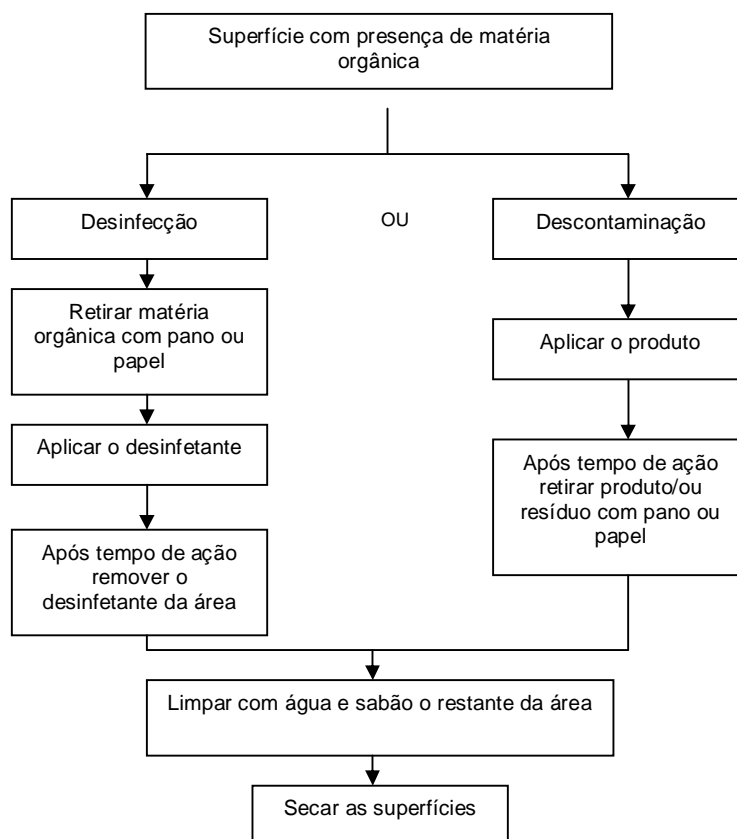 Superfície com presença de matéria
orgânica
Desinfecção
OU
Descontaminação
Retirar matéria
orgânica com pano ou
papel
Aplicar o produto
Aplicar o desinfetante
Após tempo de ação
retirar produto/ou
resíduo com pano ou
papel
Após tempo de ação
remover o
desinfetante da área
Limpar com água e sabão o restante da área
Secar as superfícies